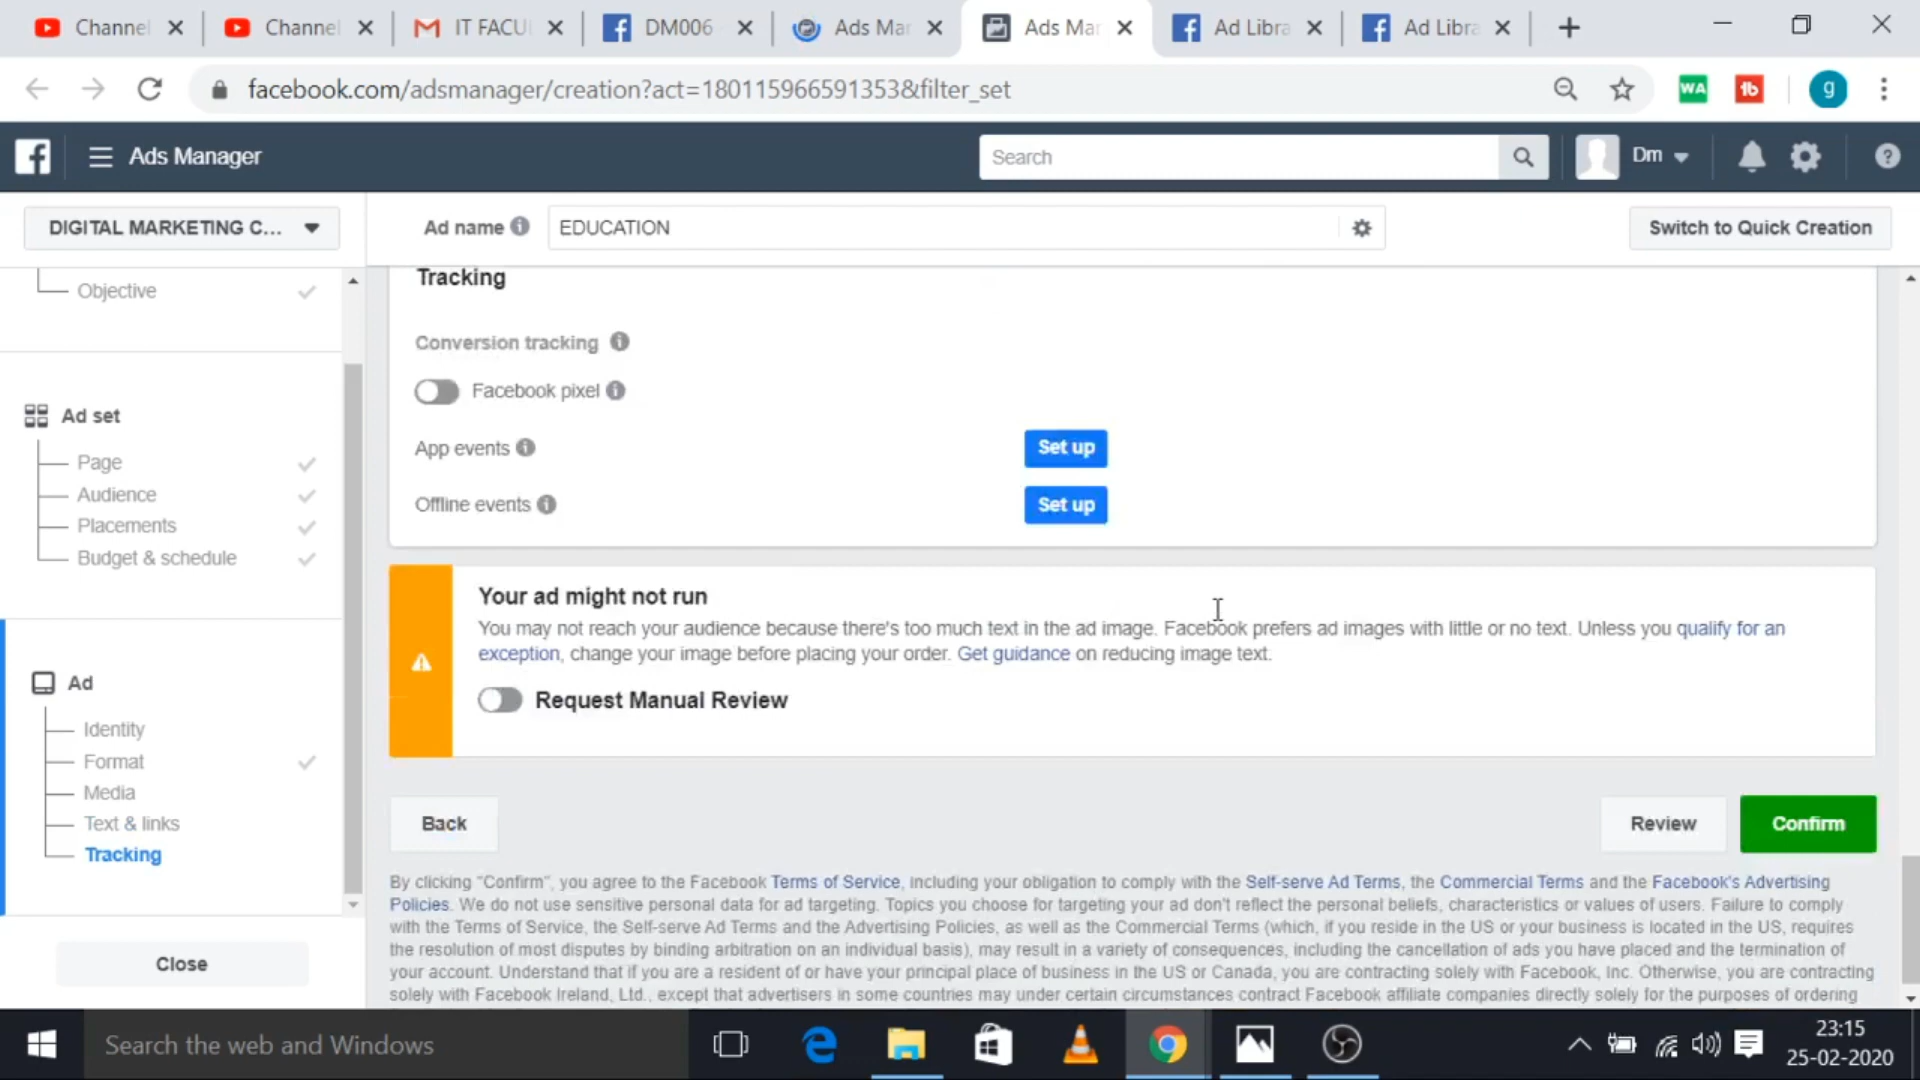 Channel
Channel
IT FACU
DM006
Ads Mar
Ads Mar
Ad Libra
Ad Libra
facebook.com/adsmanager/creation?act=180115966591353&filter_set
WA
g
Ads Manager
Search
Dm
DIGITAL MARKETING C...
Ad name
EDUCATION
Switch to Quick Creation
Objective
Ad set
Page
Audience
Placements
Budget & schedule
Ad
Identity
Format
Media
Text & links
Tracking
Close
Tracking
Conversion tracking
Facebook pixel
App events
Set up
Offline events
Set up
Your ad might not run
You may not reach your audience because there's too much text in the ad image. Facebook prefers ad images with little or no text. Unless you qualify for an
exception, change your image before placing your order. Get guidance on reducing image text.
Request Manual Review
Back
Review
Confirm
By clicking "Confirm", you agree to the Facebook Terms of Service, including your obligation to comply with the Self-serve Ad Terms, the Commercial Terms and the Facebook's Advertising
Policies. We do not use sensitive personal data for ad targeting. Topics you choose for targeting your ad don't reflect the personal beliefs, characteristics or values of users. Failure to comply
with the Terms of Service, the Self-serve Ad Terms and the Advertising Policies, as well as the Commercial Terms (which, if you reside in the US or your business is located in the US, requires
the resolution of most disputes by binding arbitration on an individual basis), may result in a variety of consequences, including the cancellation of ads you have placed and the termination of
your account. Understand that if you are a resident of or have your principal place of business in the US or Canada, you are contracting solely with Facebook, Inc. Otherwise, you are contracting
solely with Facebook Ireland, Ltd., except that advertisers in some countries may under certain circumstances contract Facebook affiliate companies directly solely for the purposes of ordering
Search the web and Windows
23:15
25-02-2020